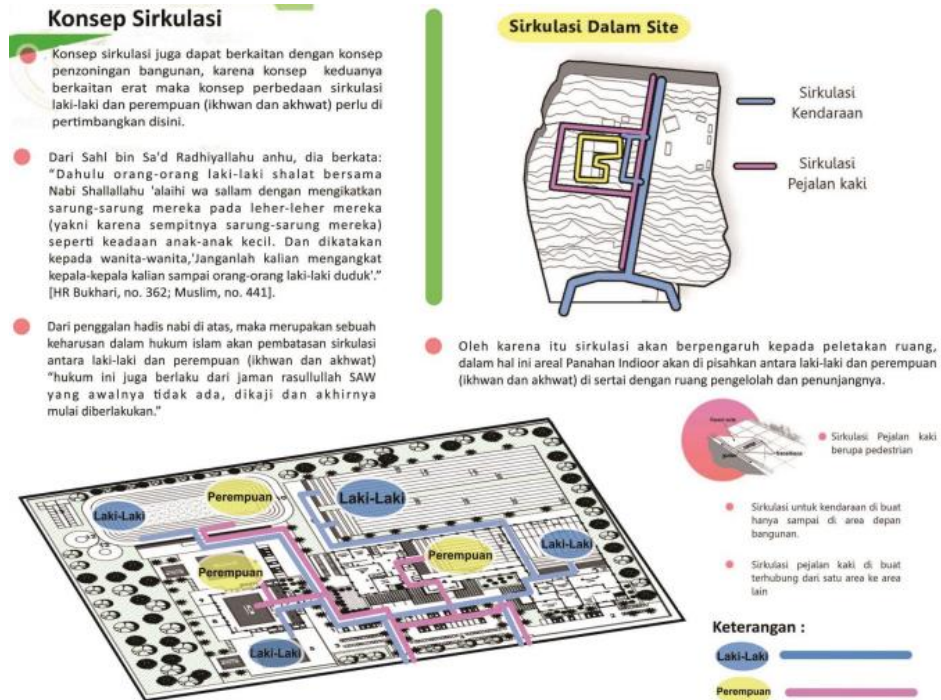 Konsep Sirkulasi
Konsep sirkulasi juga dapat berkaitan dengan konsep
penzoningan bangunan, karena konsep keduanya
berkaitan erat maka konsep perbedaan sirkulasi
laki-laki dan perempuan (ikhwan dan akhwat) perlu di
pertimbangkan disini.
Dari Sahl bin Sa'd Radhiyallahu anhu, dia berkata:
“Dahulu orang-orang laki-laki shalat bersama
Nabi Shallallahu 'alaihi wa sallam dengan mengikatkan
sarung-sarung mereka pada leher-leher mereka
(yakni karena sempitnya sarung-sarung mereka)
seperti keadaan anak-anak kecil. Dan dikatakan
kepada wanita-wanita,'Janganlah kalian mengangkat
kepala-kepala kalian sampai orang-orang laki-laki duduk'.”
[HR Bukhari, no. 362; Muslim, no. 441].
Dari penggalan hadis nabi di atas, maka merupakan sebuah
keharusan dalam hukum islam akan pembatasan sirkulasi
antara laki-laki dan perempuan (ikhwan dan akhwat)
“hukum ini juga berlaku dari jaman rasullullah SAW
yang awalnya tidak ada, dikaji dan akhirnya
mulai diberlakukan.”
Sirkulasi Dalam Site
Sirkulasi
Kendaraan
Sirkulasi
Pejalan kaki
Oleh karena itu sirkulasi akan berpengaruh kepada peletakan ruang,
dalam hal ini areal Panahan Indioor akan di pisahkan antara laki-laki dan perempuan
(ikhwan dan akhwat) di sertai dengan ruang pengelolah dan penunjangnya.
Sirkulasi Pejalan kaki
berupa pedestrian
Sirkulasi untuk kendaraan di buat
hanya sampai di area depan
bangunan.
Sirkulasi pejalan kaki di buat
terhubung dari satu area ke area
lain
Laki-Laki
Perempuan
Laki-Laki
Perempuan
Perempuan
Laki-Laki
Laki-Laki
Keterangan :
Laki-Laki
Perempuan